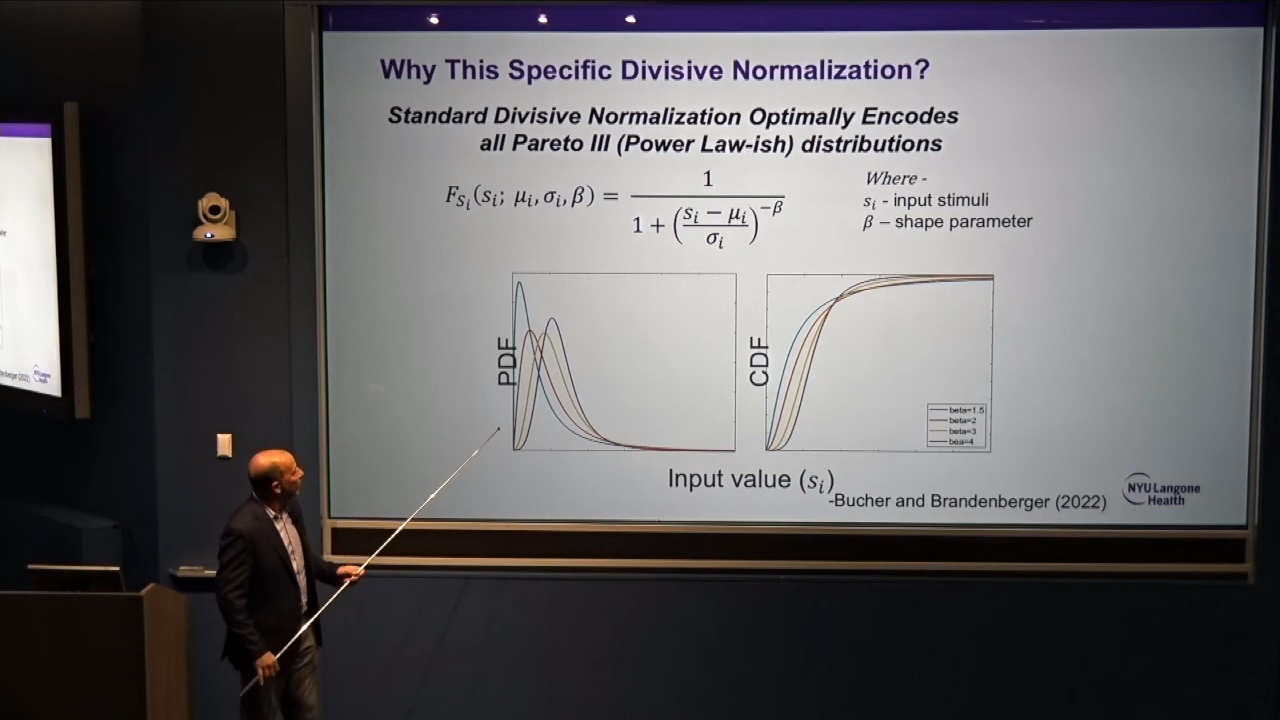 Why This Specific Divisive Normalization?
Standard Divisive Normalization Optimally Encodes
all Pareto III (Power Law-ish) distributions
F_{S_i}(s_i; μ_i, σ_i, β) = 1 / (1 + ((s_i − μ_i) / σ_i)^{−β})
Where -
s_i - input stimuli
β – shape parameter
PDF
CDF
beta=1.5
beta=2
beta=3
bea=4
Input value (s_i)
-Bucher and Brandenberger (2022)
NYU Langone
Health